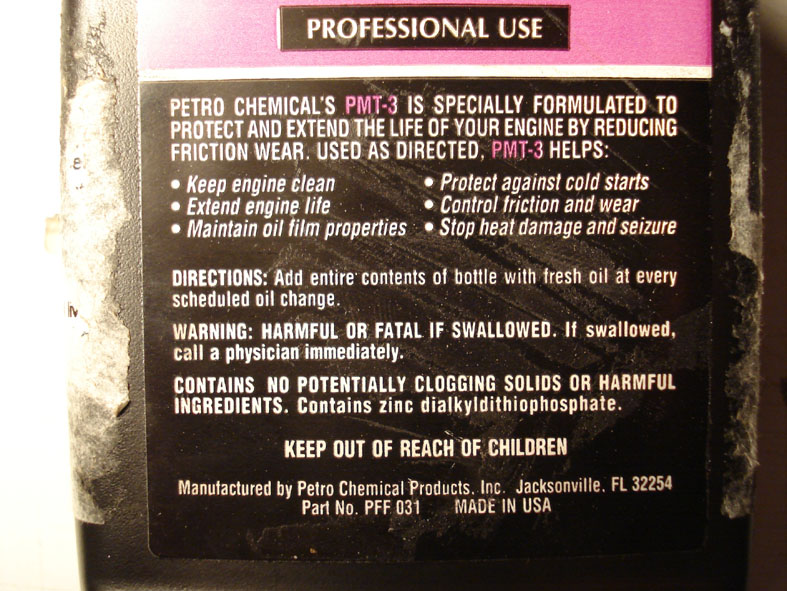 PROFESSIONAL USE
PETRO CHEMICAL'S PMT-3 IS SPECIALLY FORMULATED TO
PROTECT AND EXTEND THE LIFE OF YOUR ENGINE BY REDUCING
FRICTION WEAR. USED AS DIRECTED, PMT-3 HELPS:
• Keep engine clean
• Extend engine life
• Maintain oil film properties
• Protect against cold starts
• Control friction and wear
• Stop heat damage and seizure
DIRECTIONS: Add entire contents of bottle with fresh oil at every
scheduled oil change.
WARNING: HARMFUL OR FATAL IF SWALLOWED. If swallowed,
call a physician immediately.
CONTAINS NO POTENTIALLY CLOGGING SOLIDS OR HARMFUL
INGREDIENTS. Contains zinc dialkyldithiophosphate.
KEEP OUT OF REACH OF CHILDREN
Manufactured by Petro Chemical Products, Inc. Jacksonville, FL 32254
Part No. PFF 031 MADE IN USA